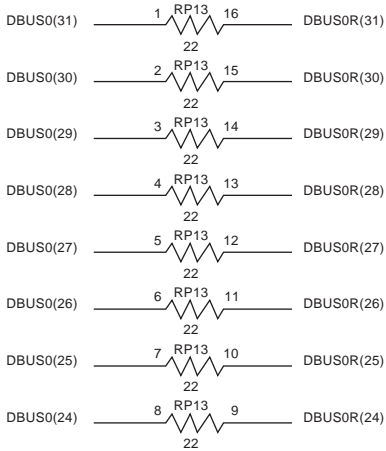 DBUS0(31) 1 RP13 16 DBUS0R(31)
22
DBUS0(30) 2 RP13 15 DBUS0R(30)
22
DBUS0(29) 3 RP13 14 DBUS0R(29)
22
DBUS0(28) 4 RP13 13 DBUS0R(28)
22
DBUS0(27) 5 RP13 12 DBUS0R(27)
22
DBUS0(26) 6 RP13 11 DBUS0R(26)
22
DBUS0(25) 7 RP13 10 DBUS0R(25)
22
DBUS0(24) 8 RP13 9 DBUS0R(24)
22